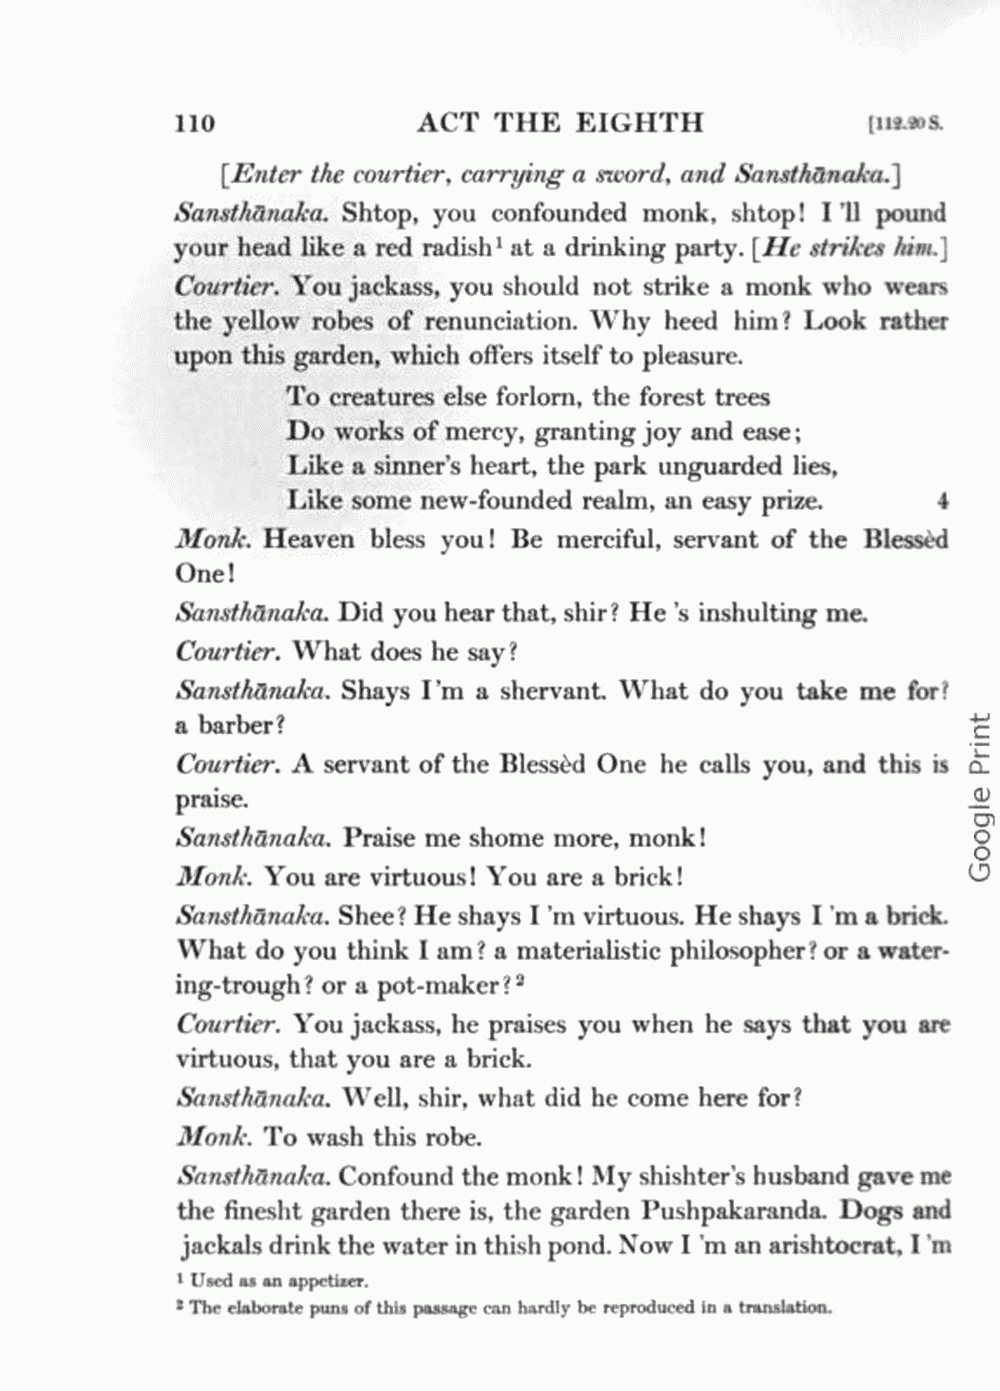 110 ACT THE EIGHTH [112.20 S.
[Enter the courtier, carrying a sword, and Sansthānaka.]
Sansthānaka. Shtop, you confounded monk, shtop! I 'll pound
your head like a red radish¹ at a drinking party. [He strikes him.]
Courtier. You jackass, you should not strike a monk who wears
the yellow robes of renunciation. Why heed him? Look rather
upon this garden, which offers itself to pleasure.
To creatures else forlorn, the forest trees
Do works of mercy, granting joy and ease;
Like a sinner's heart, the park unguarded lies,
Like some new-founded realm, an easy prize. 4
Monk. Heaven bless you! Be merciful, servant of the Blessèd
One!
Sansthānaka. Did you hear that, shir? He 's inshulting me.
Courtier. What does he say?
Sansthānaka. Shays I'm a shervant. What do you take me for?
a barber?
Courtier. A servant of the Blessèd One he calls you, and this is
praise.
Sansthānaka. Praise me shome more, monk!
Monk. You are virtuous! You are a brick!
Sansthānaka. Shee? He shays I 'm virtuous. He shays I 'm a brick.
What do you think I am? a materialistic philosopher? or a water-
ing-trough? or a pot-maker?²
Courtier. You jackass, he praises you when he says that you are
virtuous, that you are a brick.
Sansthānaka. Well, shir, what did he come here for?
Monk. To wash this robe.
Sansthānaka. Confound the monk! My shishter's husband gave me
the finesht garden there is, the garden Pushpakaranda. Dogs and
jackals drink the water in thish pond. Now I 'm an arishtocrat, I 'm
¹ Used as an appetizer.
² The elaborate puns of this passage can hardly be reproduced in a translation.
Google Print